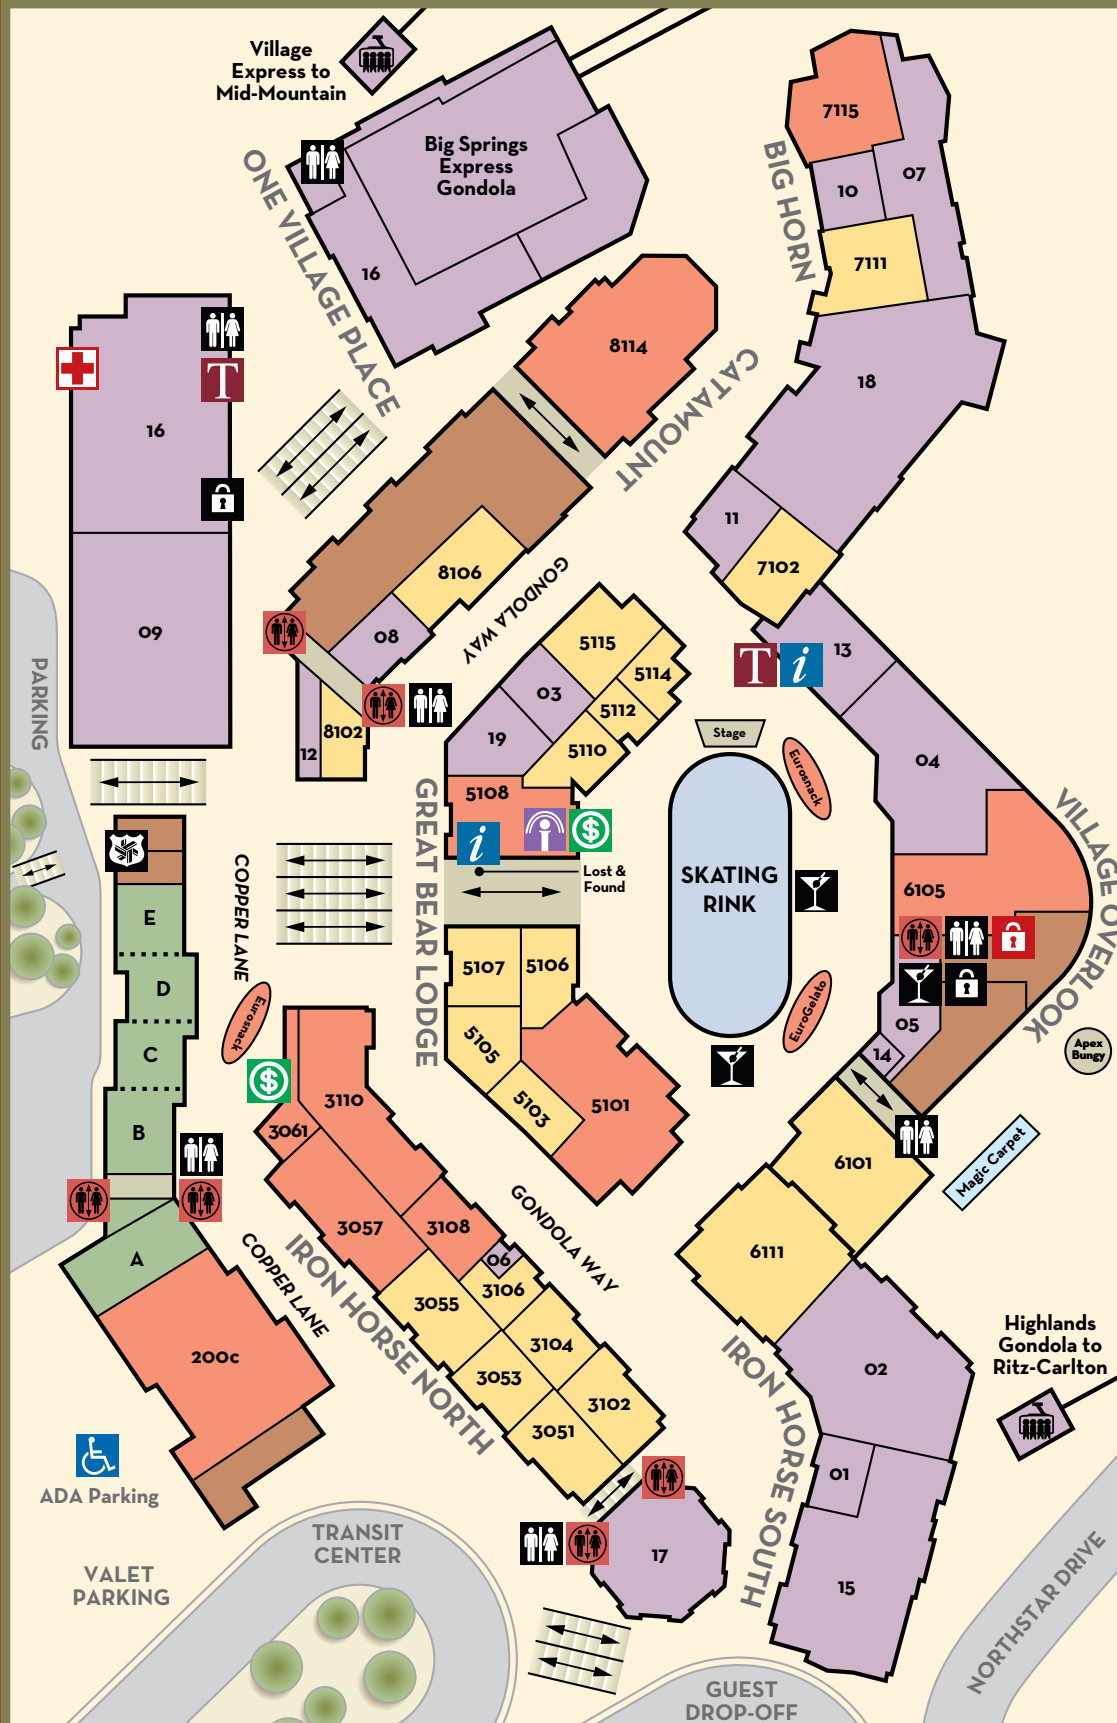 Village
Express to
Mid-Mountain
Big Springs
Express
Gondola
16
ONE VILLAGE PLACE
7115
10
07
7111
BIG HORN
18
11
7102
8114
CATAMOUNT
T
16
09
PARKING
8106
08
12
8102
GONDOLA WAY
5115
5114
03
5112
19
5110
5108
i
i
$
Lost &
Found
GREAT BEAR LODGE
T
i
13
04
Stage
Eurosnack
SKATING
RINK
6105
VILLAGE OVERLOOK
05
14
EuroGelato
Apex
Bungy
E
D
C
B
A
200c
COPPER LANE
Eurosnack
$
5107
5106
5105
5103
5101
3110
3061
3057
3108
06
3106
3055
3104
3053
3102
3051
COPPER LANE
IRON HORSE NORTH
GONDOLA WAY
6101
Magic Carpet
6111
02
01
15
IRON HORSE SOUTH
Highlands
Gondola to
Ritz-Carlton
17
ADA Parking
VALET
PARKING
TRANSIT
CENTER
GUEST
DROP-OFF
NORTHSTAR DRIVE